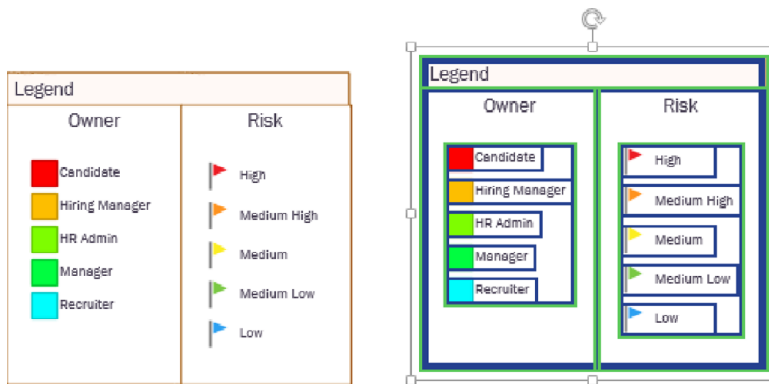 Legend
Owner
Risk
Candidate
Hiring Manager
HR Admin
Manager
Recruiter
High
Medium High
Medium
Medium Low
Low
Legend
Owner
Risk
Candidate
Hiring Manager
HR Admin
Manager
Recruiter
High
Medium High
Medium
Medium Low
Low